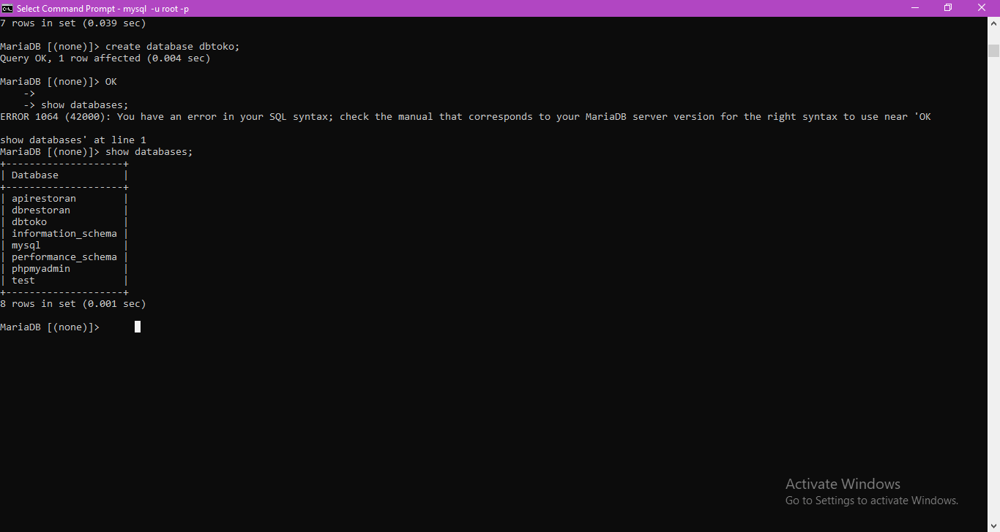 Select Command Prompt - mysql -u root -p
7 rows in set (0.039 sec)
MariaDB [(none)]> create database dbtoko;
Query OK, 1 row affected (0.004 sec)
MariaDB [(none)]> OK
    ->
    -> show databases;
ERROR 1064 (42000): You have an error in your SQL syntax; check the manual that corresponds to your MariaDB server version for the right syntax to use near 'OK
show databases' at line 1
MariaDB [(none)]> show databases;
+--------------------+
| Database           |
+--------------------+
| apirestoran        |
| dbrestoran         |
| dbtoko             |
| information_schema |
| mysql              |
| performance_schema |
| phpmyadmin         |
| test               |
+--------------------+
8 rows in set (0.001 sec)
MariaDB [(none)]>
Activate Windows
Go to Settings to activate Windows.